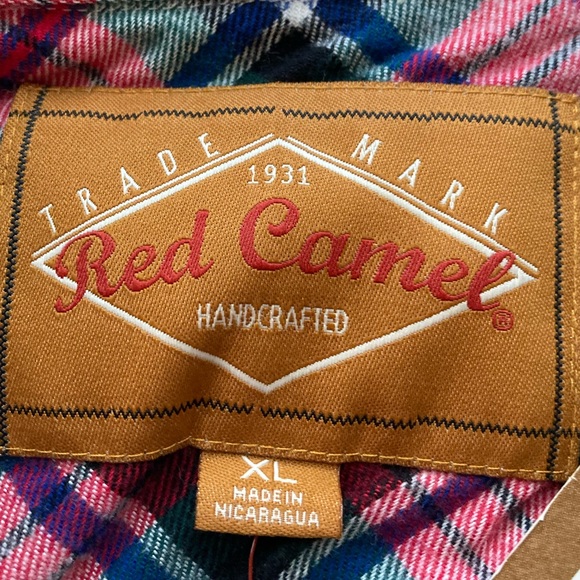 TRADE MARK
1931
Red Camel®
HANDCRAFTED
XL
MADE IN
NICARAGUA